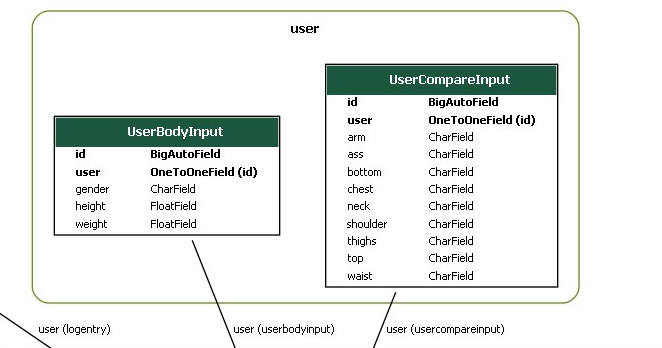 user
UserBodyInput
id BigAutoField
user OneToOneField (id)
gender CharField
height FloatField
weight FloatField
UserCompareInput
id BigAutoField
user OneToOneField (id)
arm CharField
ass CharField
bottom CharField
chest CharField
neck CharField
shoulder CharField
thighs CharField
top CharField
waist CharField
user (logentry)
user (userbodyinput)
user (usercompareinput)